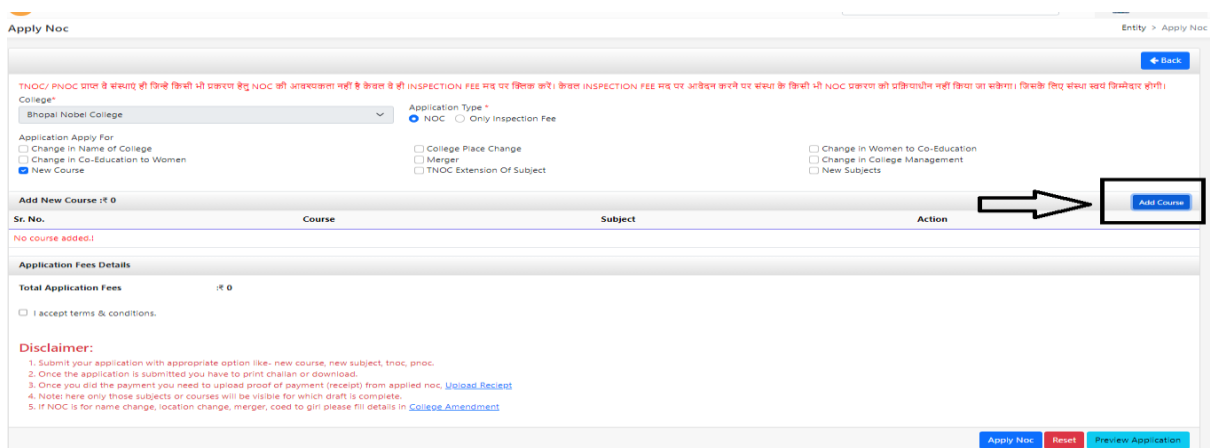 Apply Noc
Entity > Apply Noc
Back
TNOC/ PNOC प्राप्त वे संस्थाएं ही जिन्हे किसी भी प्रकरण हेतु NOC की आवश्यकता नहीं है केवल वे ही INSPECTION FEE मद पर क्लिक करें। केवल INSPECTION FEE मद पर आवेदन करने पर संस्था के किसी भी NOC प्रकरण को प्रक्रियाधीन नहीं किया जा सकेगा। जिसके लिए संस्था स्वयं जिम्मेदार होगी।
College*
Application Type *
Bhopal Nobel College
NOC Only Inspection Fee
Application Apply For
Change in Name of College College Place Change Change in Women to Co-Education
Change in Co-Education to Women Merger Change in College Management
New Course TNOC Extension Of Subject New Subjects
Add New Course :₹ 0
Add Course
Sr. No. Course Subject Action
No course added.!
Application Fees Details
Total Application Fees :₹ 0
I accept terms & conditions.
Disclaimer:
1. Submit your application with appropriate option like- new course, new subject, tnoc, pnoc.
2. Once the application is submitted you have to print challan or download.
3. Once you did the payment you need to upload proof of payment (receipt) from applied noc, Upload Reciept
4. Note: here only those subjects or courses will be visible for which draft is complete.
5. If NOC is for name change, location change, merger, coed to girl please fill details in College Amendment
Apply Noc Reset Preview Application